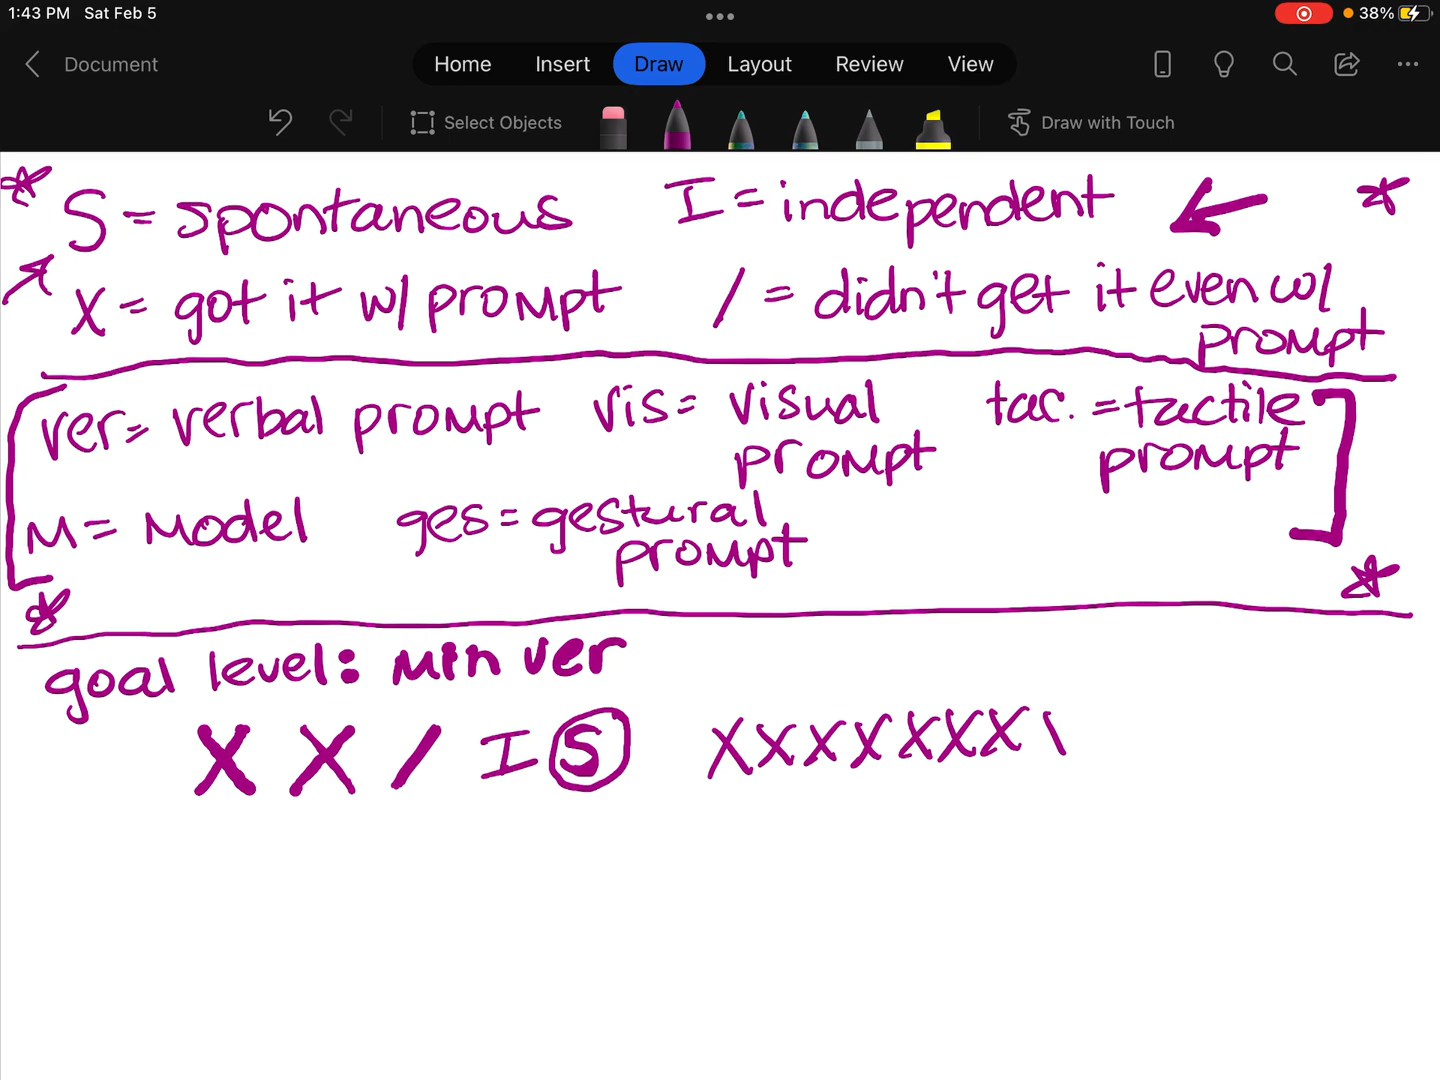 1:43 PM Sat Feb 5 38%
Document Home Insert Draw Layout Review View
Select Objects Draw with Touch
S = spontaneous I = independent
X = got it w/ prompt / = didn't get it even w/
prompt
ver = verbal prompt vis = visual tac. = tactile
prompt prompt
M = Model ges = gestural
prompt
goal level: Min ver
X X / I S XXXXXXX \